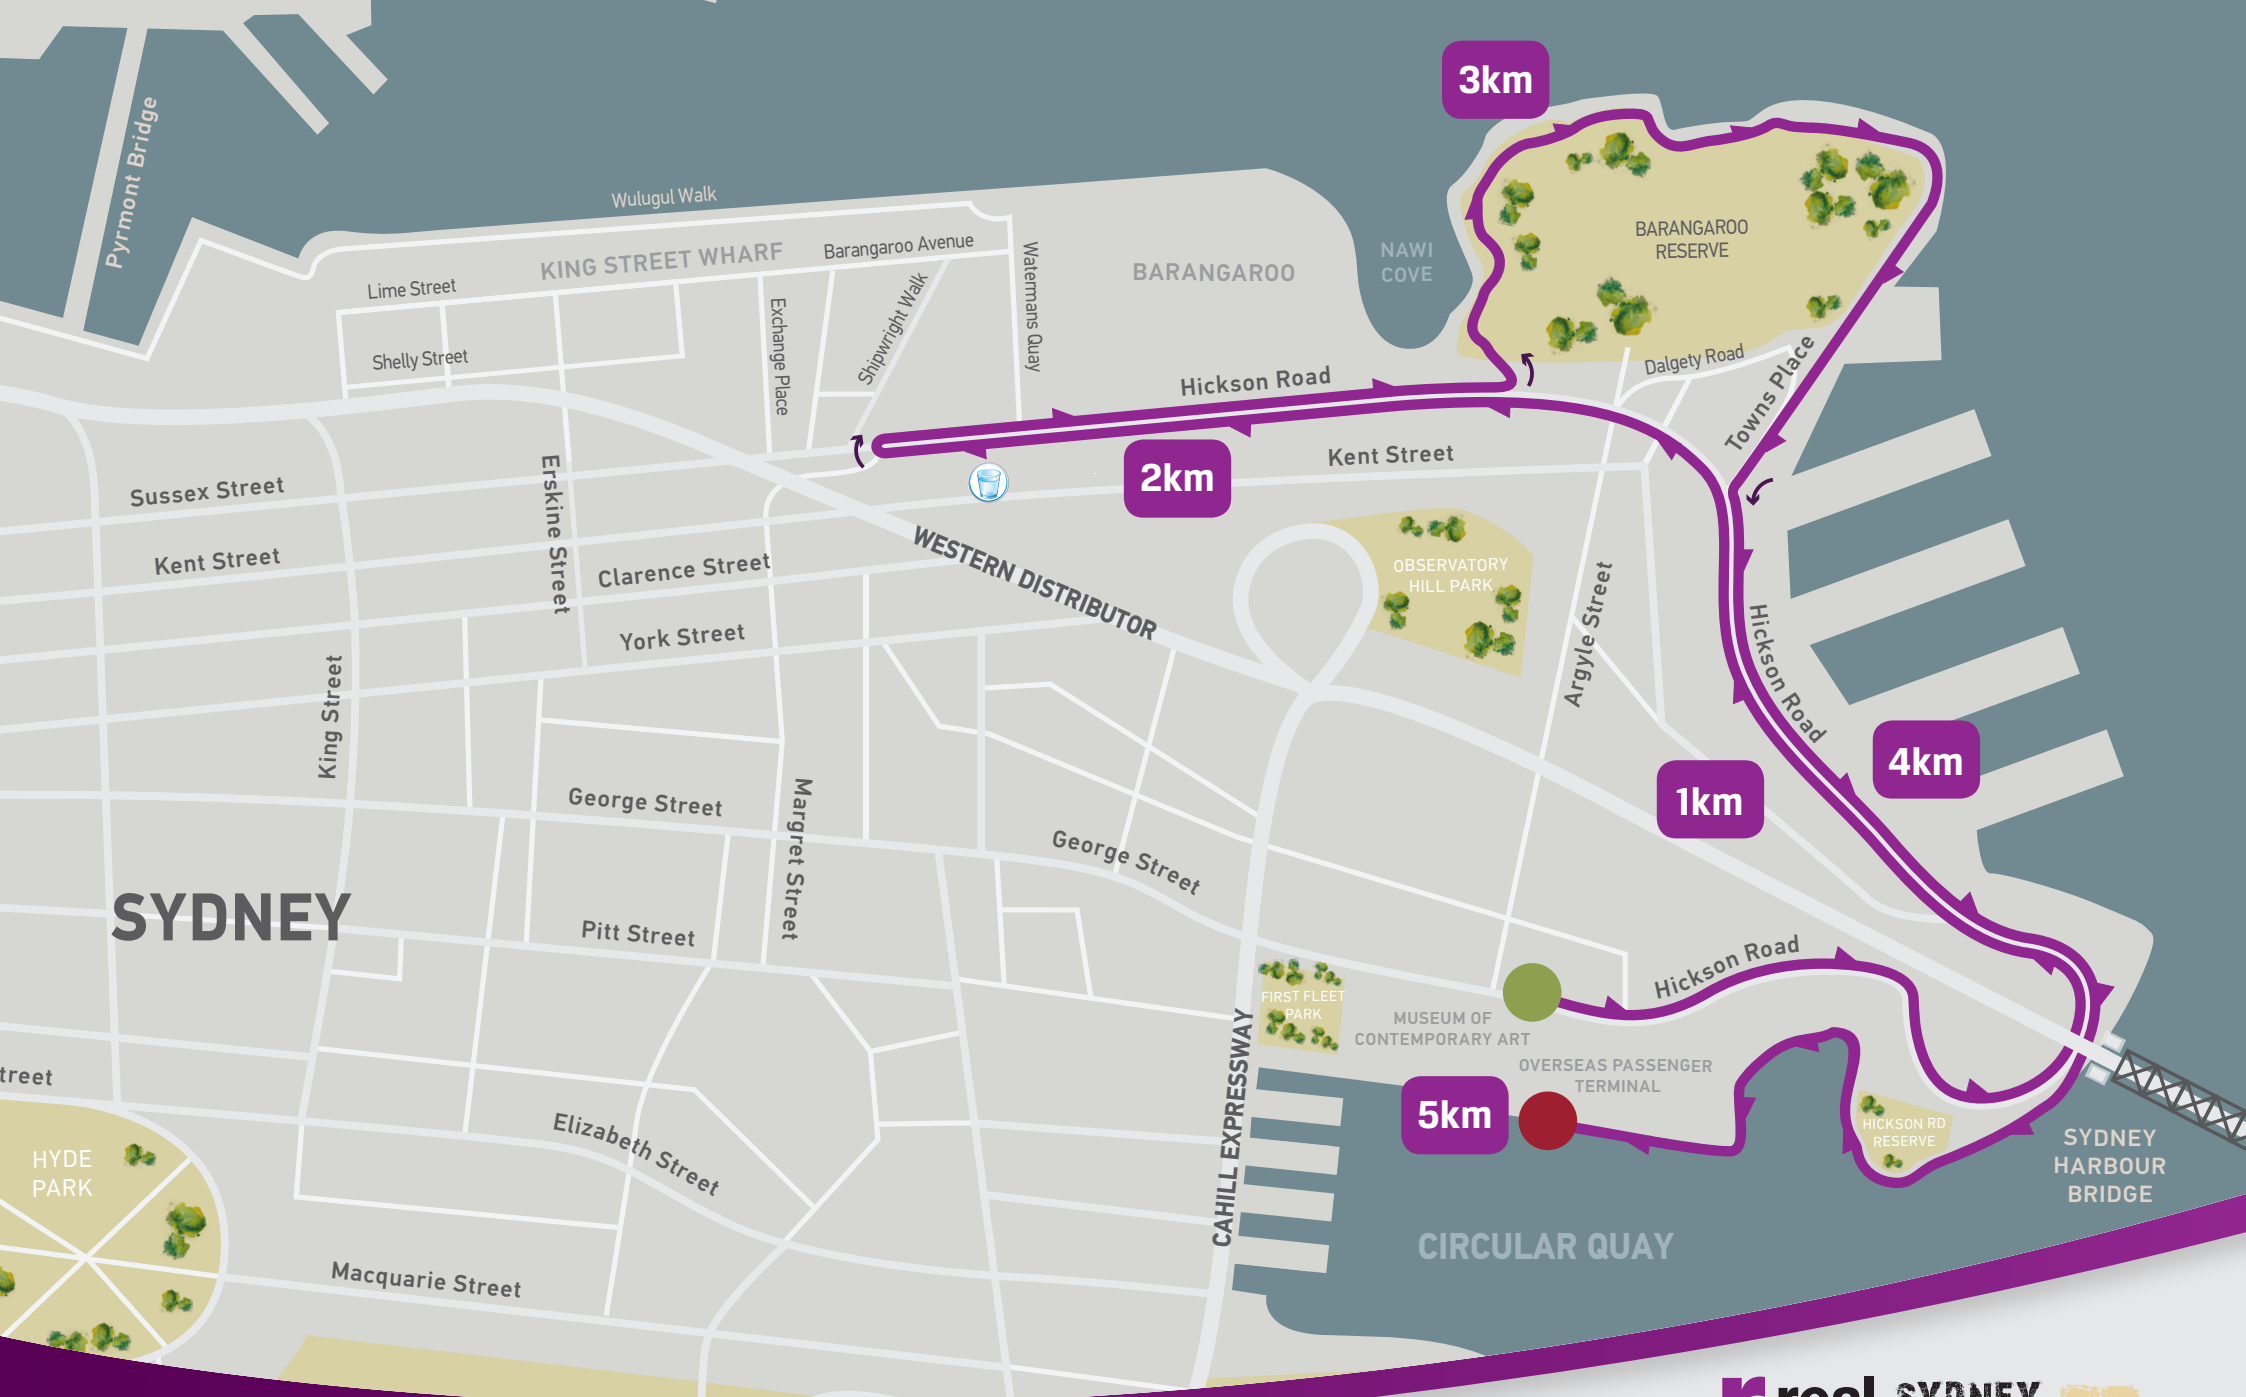 3km
Pyrmont Bridge
Wulugul Walk
KING STREET WHARF
Barangaroo Avenue
Lime Street
Shelly Street
Exchange Place
Shipwright Walk
Watermans Quay
BARANGAROO
NAWI
COVE
BARANGAROO
RESERVE
Hickson Road
Dalgety Road
Towns Place
Kent Street
2km
Sussex Street
Kent Street
Erskine Street
Clarence Street
York Street
WESTERN DISTRIBUTOR
OBSERVATORY
HILL PARK
Argyle Street
Hickson Road
King Street
4km
1km
George Street
Margret Street
George Street
SYDNEY
Pitt Street
Hickson Road
FIRST FLEET
PARK
MUSEUM OF
CONTEMPORARY ART
OVERSEAS PASSENGER
TERMINAL
5km
HICKSON RD
RESERVE
SYDNEY
HARBOUR
BRIDGE
CAHILL EXPRESSWAY
treet
Elizabeth Street
HYDE
PARK
CIRCULAR QUAY
Macquarie Street
real SYDNEY